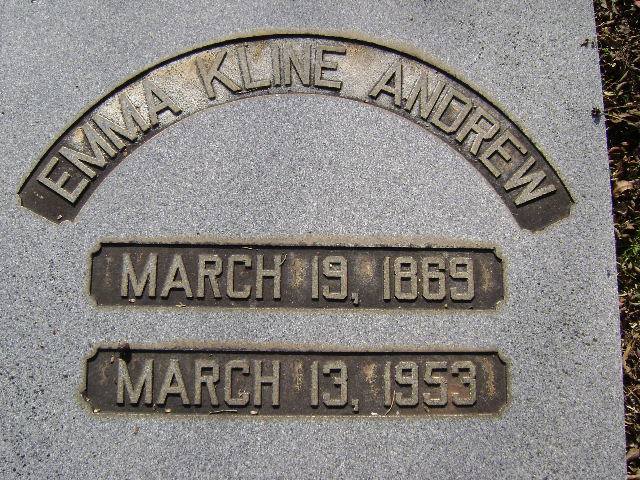 EMMA KLINE ANDREW
MARCH 19, 1869
MARCH 13, 1953